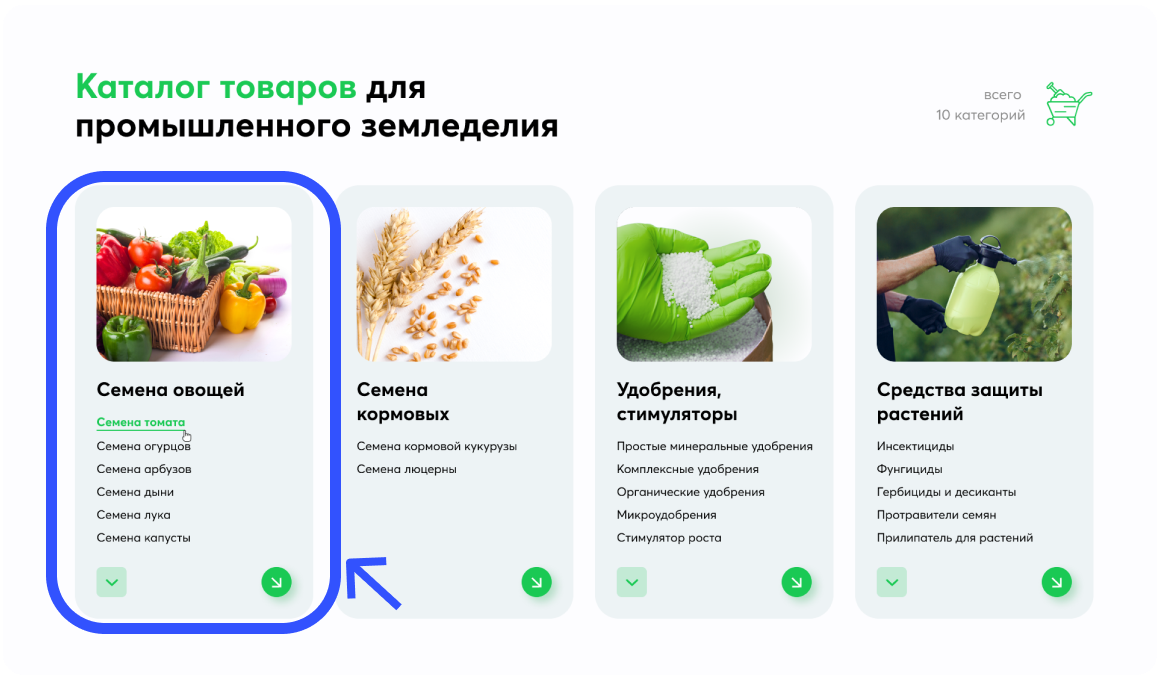 Каталог товаров для
промышленного земледелия
всего
10 категорий
Семена овощей
Семена томата
Семена огурцов
Семена арбузов
Семена дыни
Семена лука
Семена капусты
Семена
кормовых
Семена кормовой кукурузы
Семена люцерны
Удобрения,
стимуляторы
Простые минеральные удобрения
Комплексные удобрения
Органические удобрения
Микроудобрения
Стимулятор роста
Средства защиты
растений
Инсектициды
Фунгициды
Гербициды и десиканты
Протравители семян
Прилипатель для растений